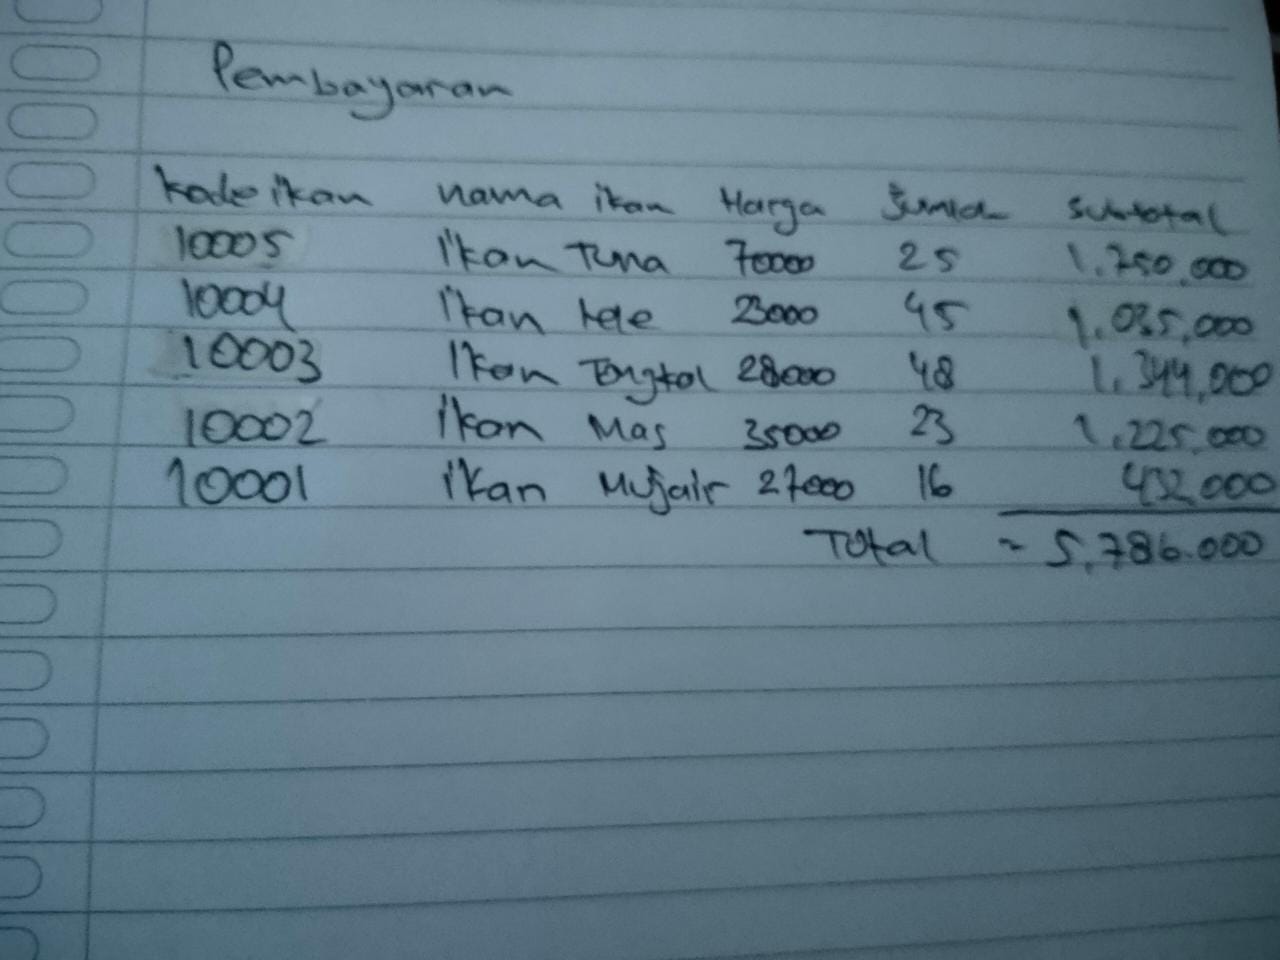 Pembayaran
kode ikan nama ikan Harga Jumlah Subtotal
10005 Ikan Tuna 70000 25 1.750.000
10004 Ikan lele 23000 45 1.035.000
10003 Ikan Tongkol 28000 48 1.344.000
10002 Ikan Mas 35000 23 1.225.000
10001 ikan Mujair 27000 16 432.000
Total = 5.786.000